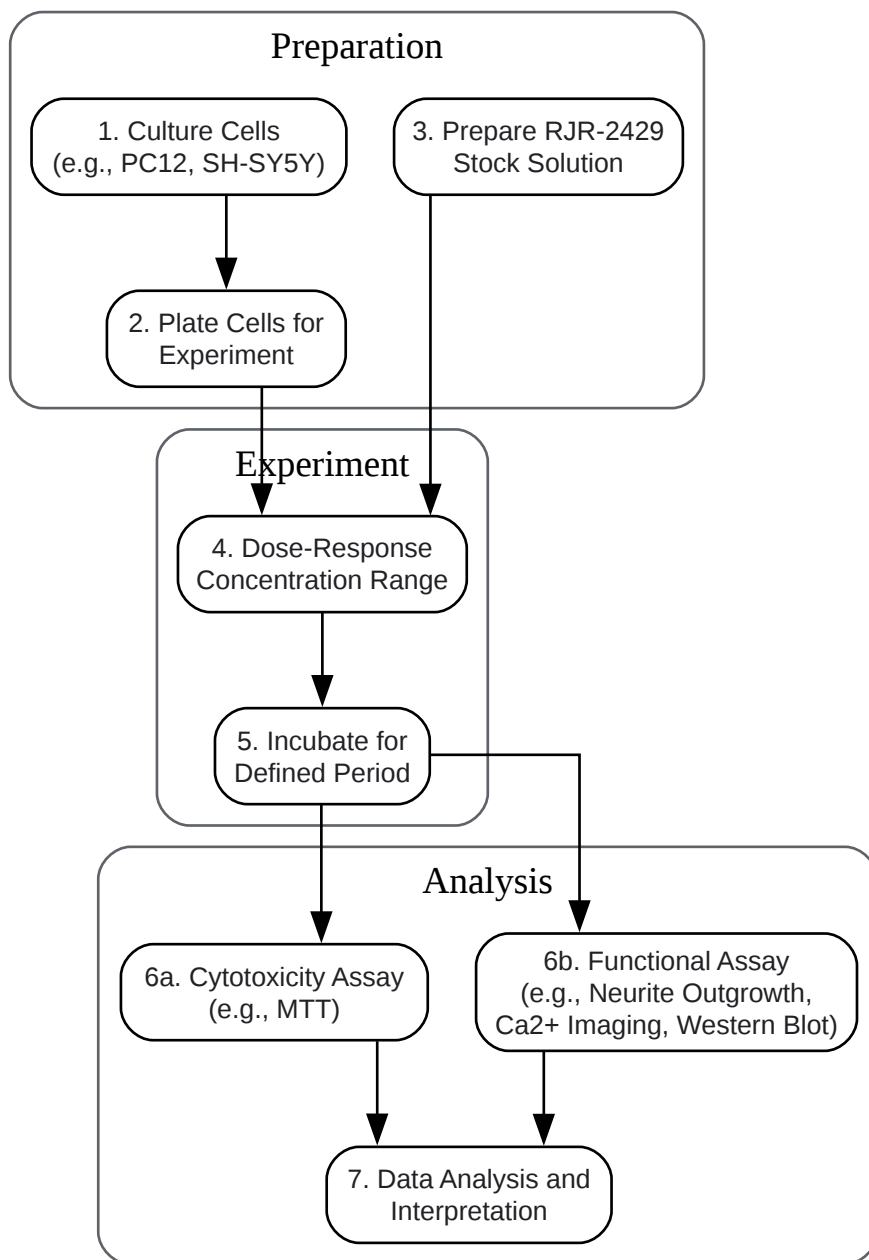 Preparation
1. Culture Cells
(e.g., PC12, SH-SY5Y)
3. Prepare RJR-2429
Stock Solution
2. Plate Cells for
Experiment
Experiment
4. Dose-Response
Concentration Range
5. Incubate for
Defined Period
Analysis
6a. Cytotoxicity Assay
(e.g., MTT)
6b. Functional Assay
(e.g., Neurite Outgrowth,
Ca2+ Imaging, Western Blot)
7. Data Analysis and
Interpretation